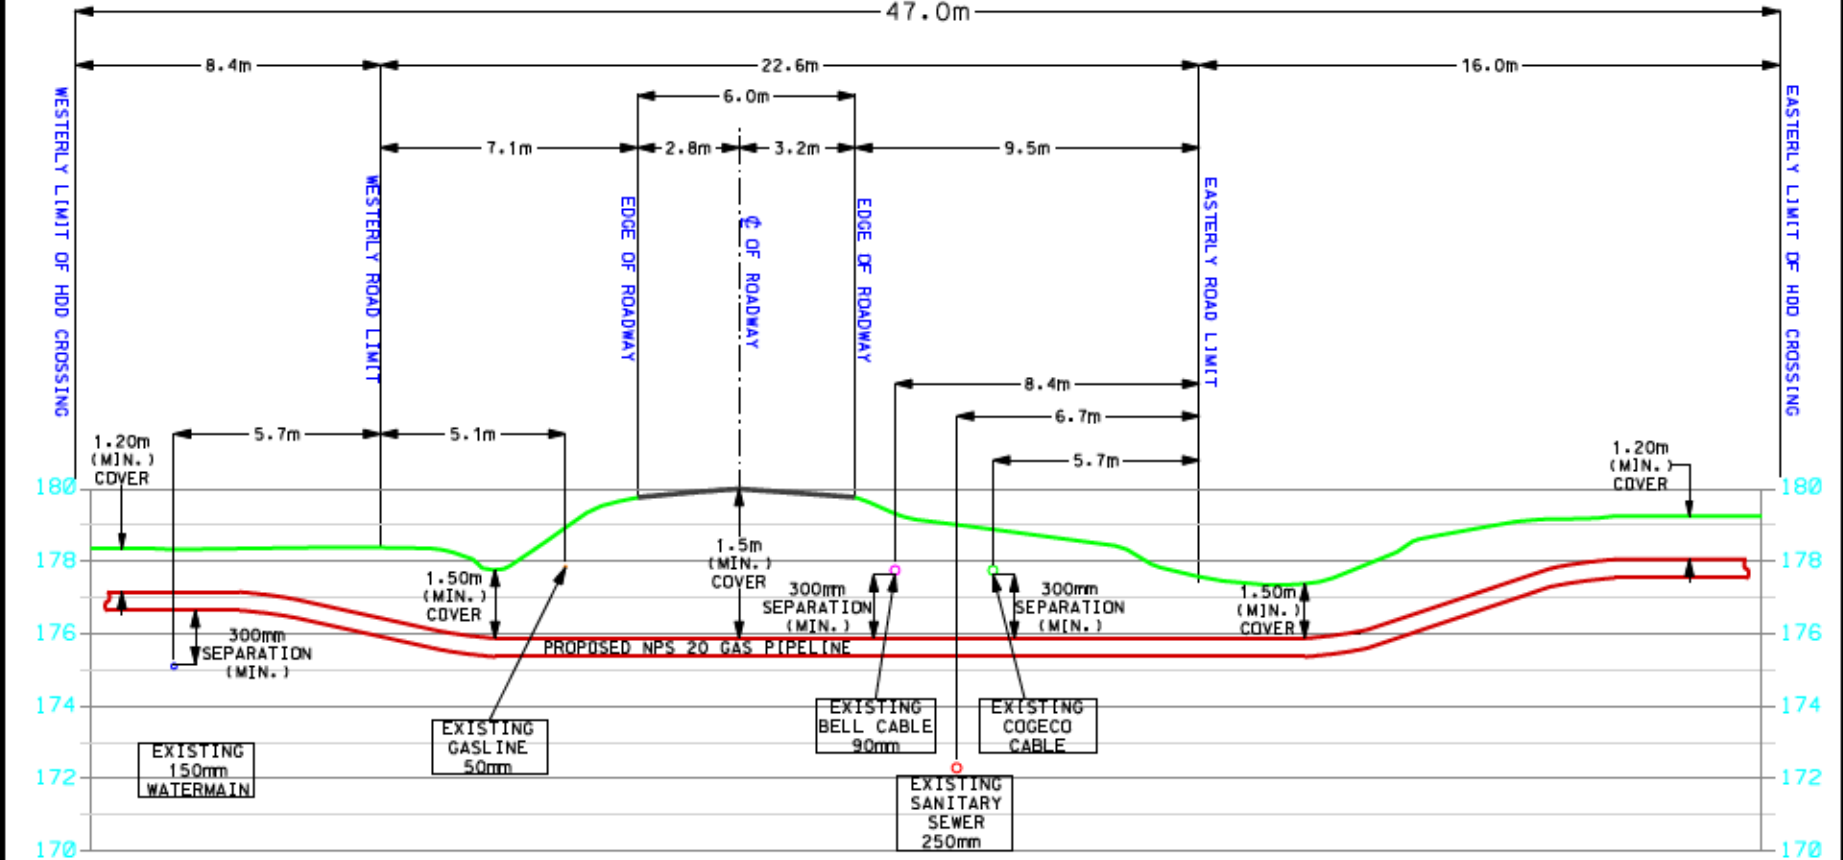 47.0m
8.4m
22.6m
16.0m
6.0m
7.1m
2.8m
3.2m
9.5m
WESTERLY LIMIT OF HDD CROSSING
WESTERLY ROAD LIMIT
EDGE OF ROADWAY
℄ OF ROADWAY
EDGE OF ROADWAY
EASTERLY ROAD LIMIT
EASTERLY LIMIT OF HDD CROSSING
8.4m
6.7m
5.7m
5.1m
5.7m
1.20m
(MIN.)
COVER
1.20m
(MIN.)
COVER
180
180
178
178
176
176
174
174
172
172
170
170
1.50m
(MIN.)
COVER
1.5m
(MIN.)
COVER
300mm
SEPARATION
(MIN.)
300mm
SEPARATION
(MIN.)
1.50m
(MIN.)
COVER
300mm
SEPARATION
(MIN.)
PROPOSED NPS 20 GAS PIPELINE
EXISTING
150mm
WATERMAIN
EXISTING
GASLINE
50mm
EXISTING
BELL CABLE
90mm
EXISTING
COGECO
CABLE
EXISTING
SANITARY
SEWER
250mm